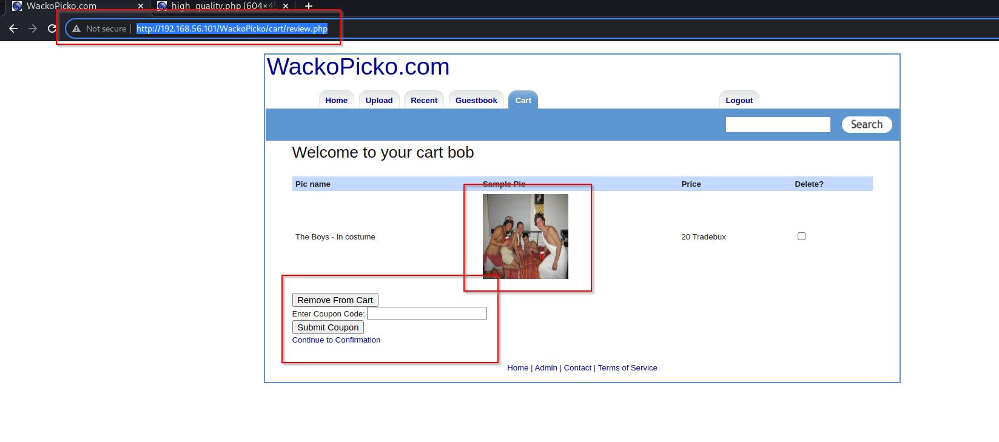 WackoPicko.com
high_quality.php (604×45
Not secure
http://192.168.56.101/WackoPicko/cart/review.php
WackoPicko.com
Home Upload Recent Guestbook Cart Logout
Search
Welcome to your cart bob
Pic name Sample Pic Price Delete?
The Boys - In costume 20 Tradebux
Remove From Cart
Enter Coupon Code:
Submit Coupon
Continue to Confirmation
Home | Admin | Contact | Terms of Service